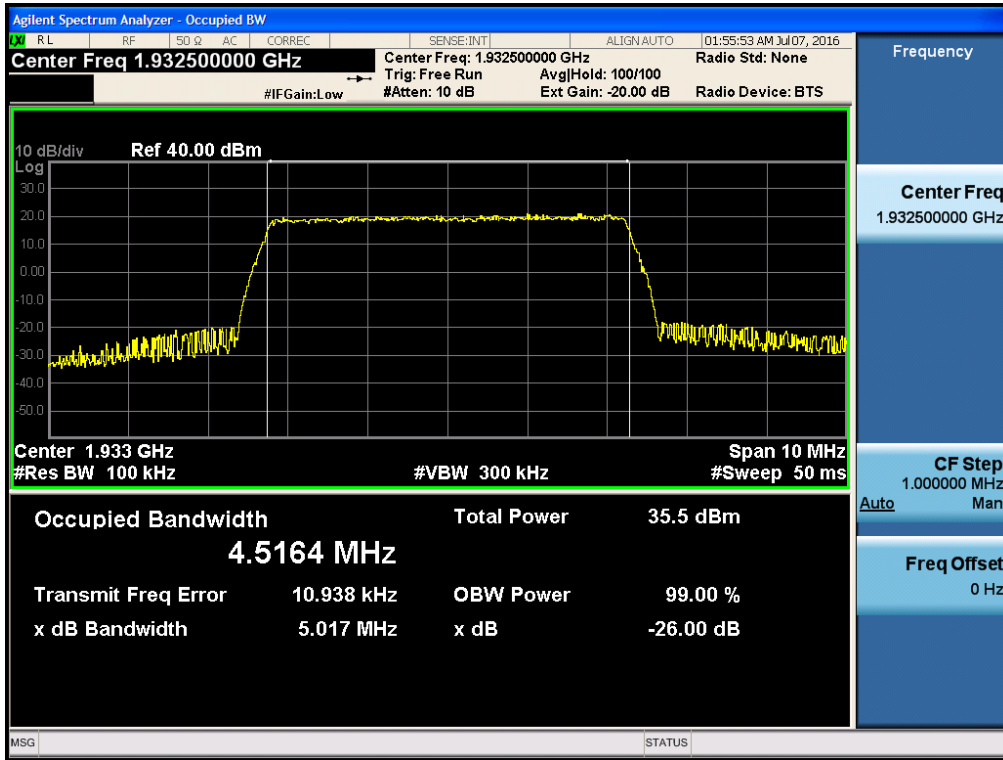 Agilent Spectrum Analyzer - Occupied BW
LXI RL RF 50 Ω AC CORREC SENSE:INT ALIGN AUTO 01:55:53 AM Jul 07, 2016
Center Freq 1.932500000 GHz
Center Freq: 1.932500000 GHz Radio Std: None
Trig: Free Run Avg|Hold: 100/100
#IFGain:Low #Atten: 10 dB Ext Gain: -20.00 dB Radio Device: BTS
10 dB/div Ref 40.00 dBm
Log
30.0
20.0
10.0
0.00
-10.0
-20.0
-30.0
-40.0
-50.0
Center 1.933 GHz Span 10 MHz
#Res BW 100 kHz #VBW 300 kHz #Sweep 50 ms
Occupied Bandwidth Total Power 35.5 dBm
4.5164 MHz
Transmit Freq Error 10.938 kHz OBW Power 99.00 %
x dB Bandwidth 5.017 MHz x dB -26.00 dB
Frequency
Center Freq
1.932500000 GHz
CF Step
1.000000 MHz
Auto Man
Freq Offset
0 Hz
MSG STATUS